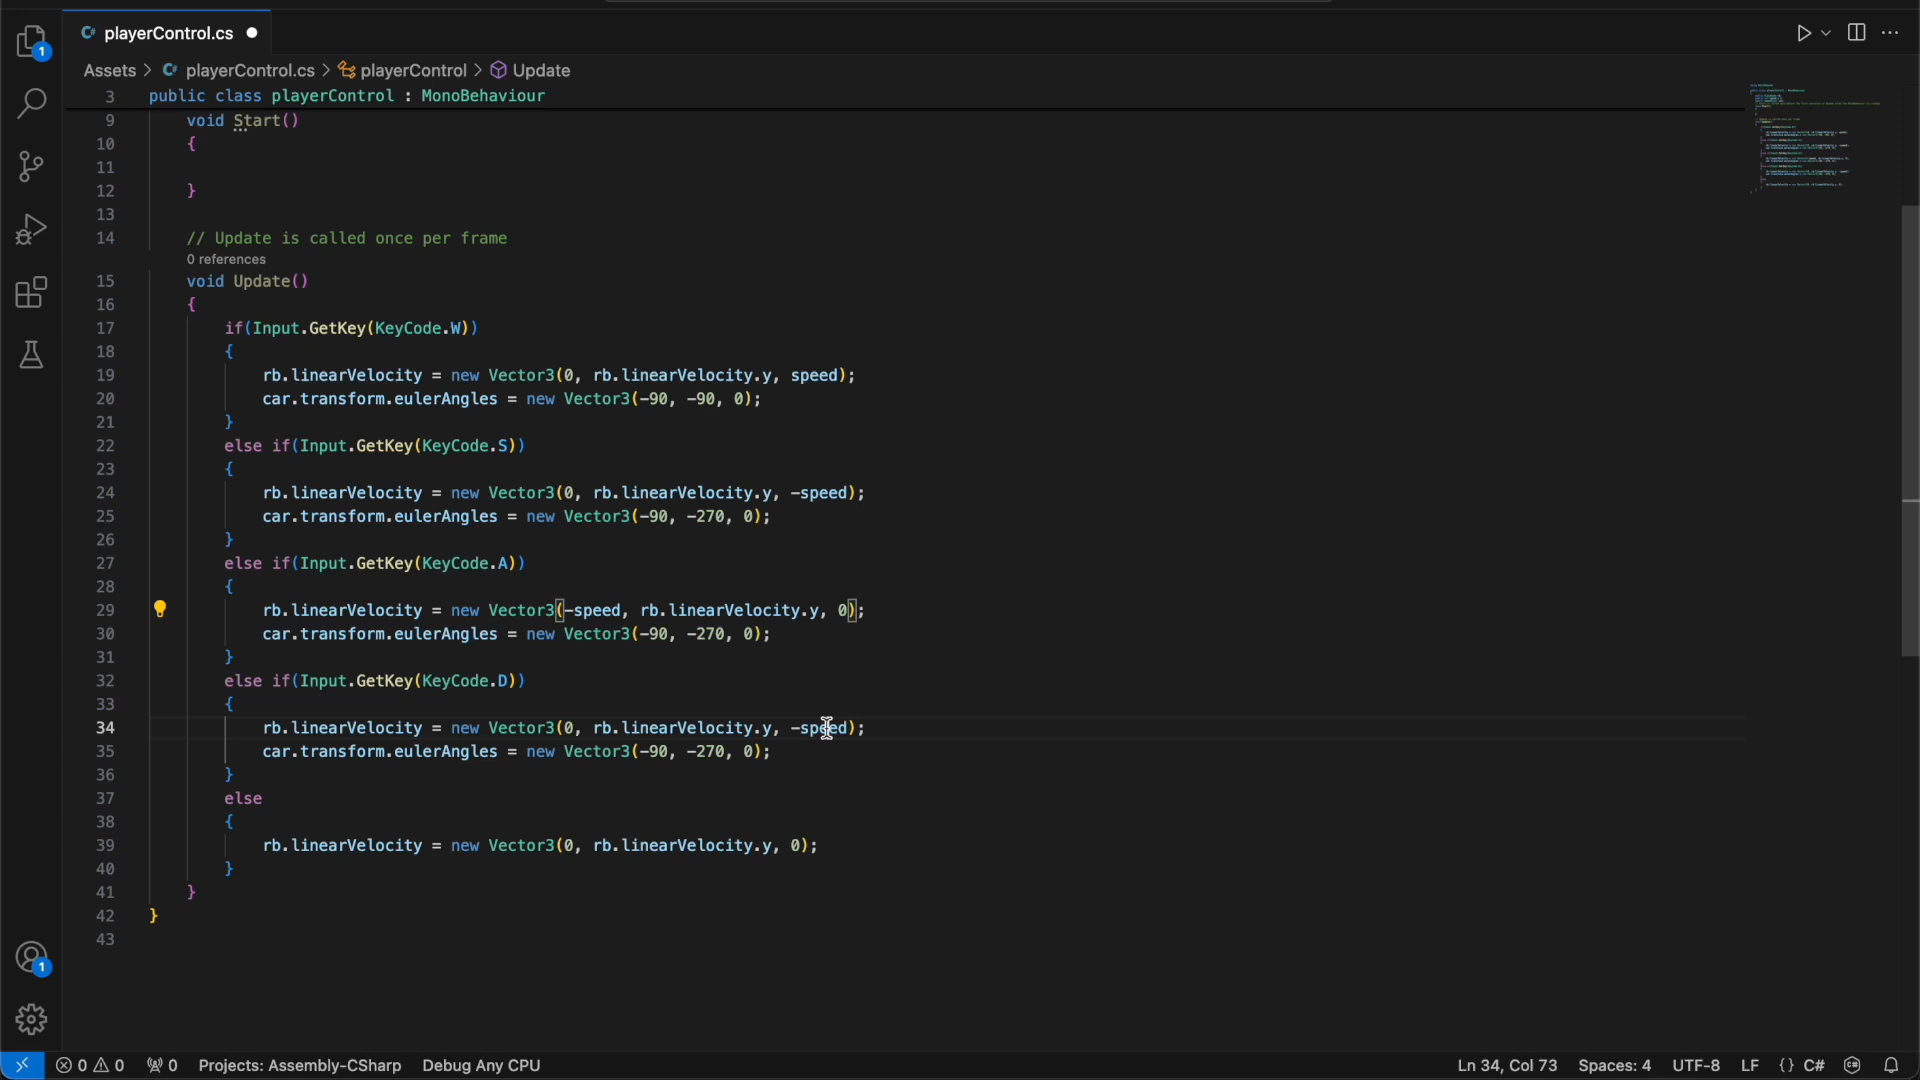 1
playerControl.cs
Assets > playerControl.cs > playerControl > Update
3 public class playerControl : MonoBehaviour
9 void Start()
10 {
11
12 }
13
14 // Update is called once per frame
0 references
15 void Update()
16 {
17 if(Input.GetKey(KeyCode.W))
18 {
19 rb.linearVelocity = new Vector3(0, rb.linearVelocity.y, speed);
20 car.transform.eulerAngles = new Vector3(-90, -90, 0);
21 }
22 else if(Input.GetKey(KeyCode.S))
23 {
24 rb.linearVelocity = new Vector3(0, rb.linearVelocity.y, -speed);
25 car.transform.eulerAngles = new Vector3(-90, -270, 0);
26 }
27 else if(Input.GetKey(KeyCode.A))
28 {
29 rb.linearVelocity = new Vector3(-speed, rb.linearVelocity.y, 0);
30 car.transform.eulerAngles = new Vector3(-90, -270, 0);
31 }
32 else if(Input.GetKey(KeyCode.D))
33 {
34 rb.linearVelocity = new Vector3(0, rb.linearVelocity.y, -speed);
35 car.transform.eulerAngles = new Vector3(-90, -270, 0);
36 }
37 else
38 {
39 rb.linearVelocity = new Vector3(0, rb.linearVelocity.y, 0);
40 }
41 }
42 }
43
1
0 0 0 Projects: Assembly-CSharp Debug Any CPU Ln 34, Col 73 Spaces: 4 UTF-8 LF {} C#